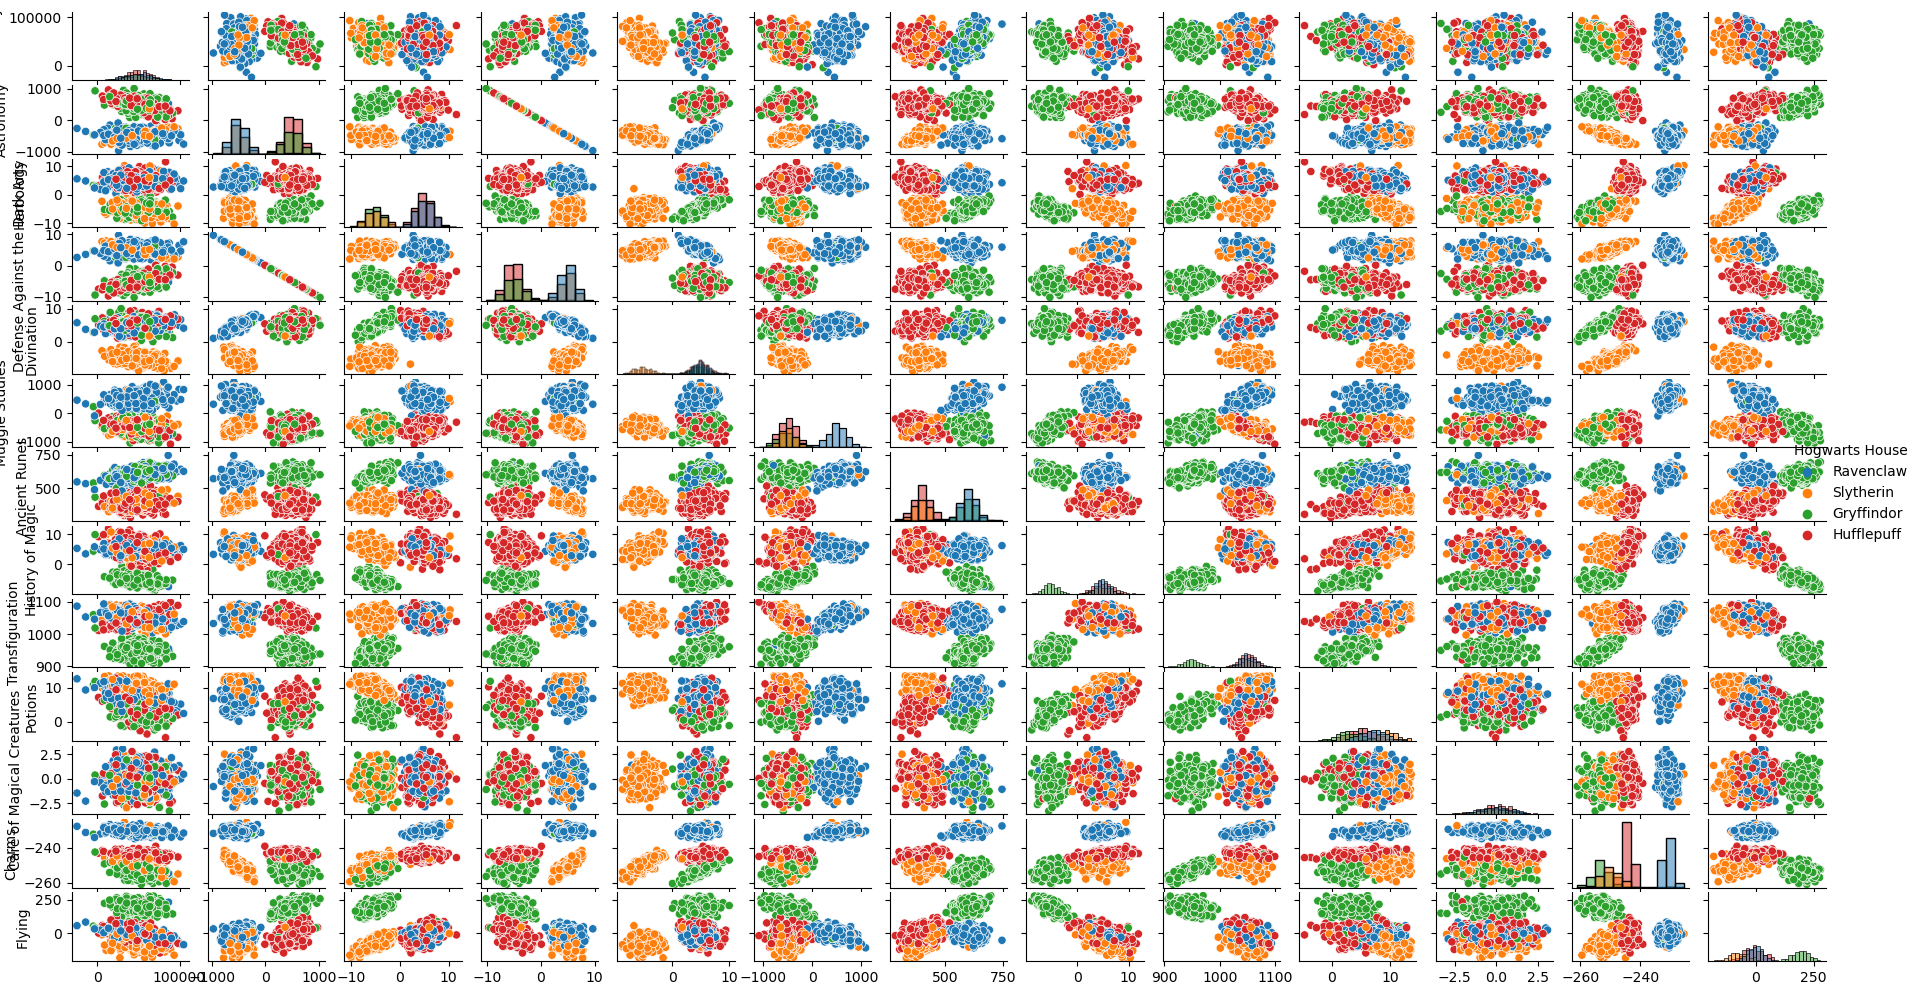 100000
0
Astronomy
1000
0
−1000
Herbology
10
0
−10
Defense Against the Dark Arts
10
0
−10
Divination
10
0
Muggle Studies
1000
0
−1000
Ancient Runes
750
500
History of Magic
10
0
Hogwarts House
Ravenclaw
Slytherin
Gryffindor
Hufflepuff
Transfiguration
1100
1000
900
Potions
10
0
Care of Magical Creatures
2.5
0.0
−2.5
Charms
−240
−260
Flying
250
0
0 100000 −1000 0 1000 −10 0 10 −10 0 10 0 10 −1000 0 1000 500 750 0 10 900 1000 1100 0 10 −2.5 0.0 2.5 −260 −240 0 250